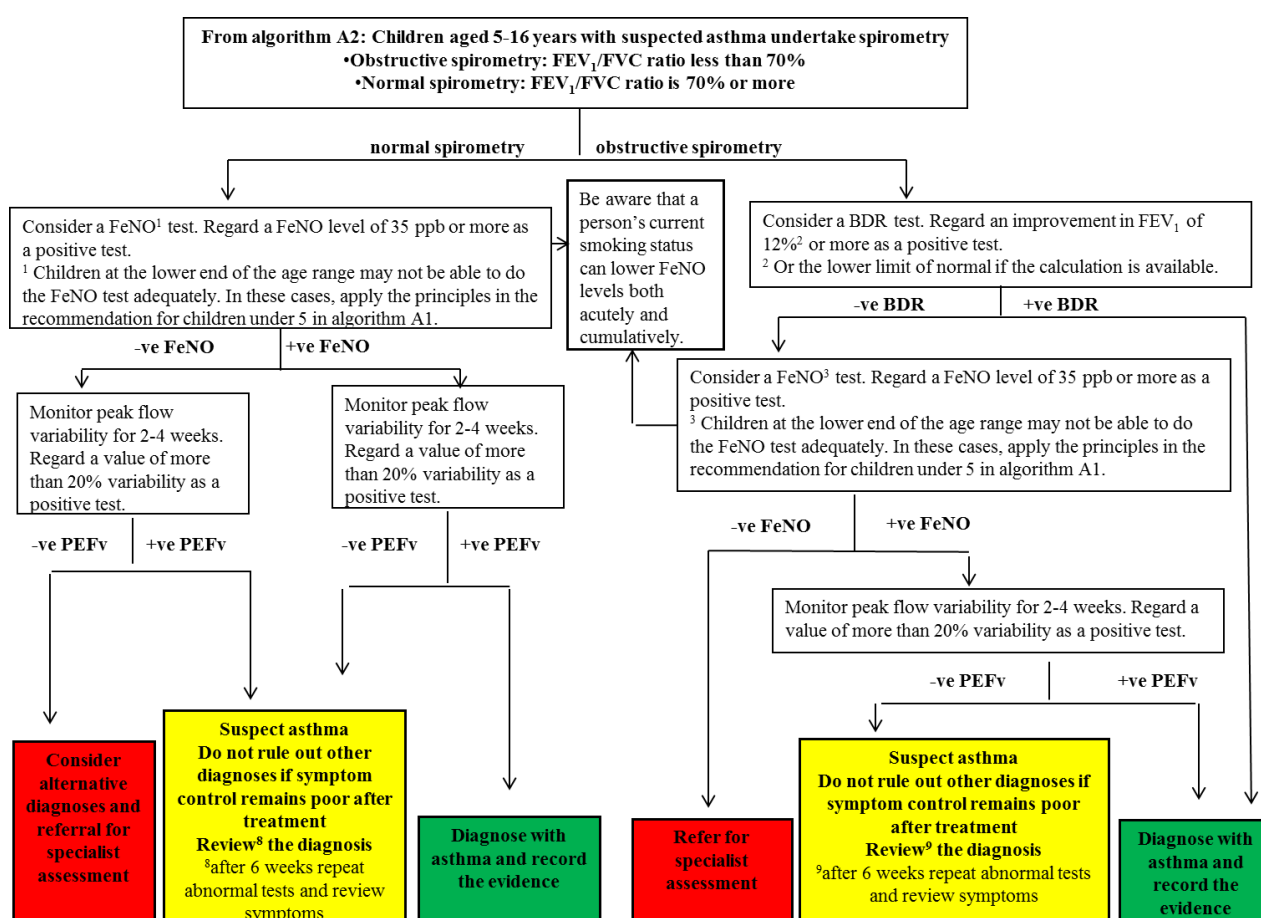 From algorithm A2: Children aged 5-16 years with suspected asthma undertake spirometry
•Obstructive spirometry: FEV₁/FVC ratio less than 70%
•Normal spirometry: FEV₁/FVC ratio is 70% or more
normal spirometry
obstructive spirometry
Consider a FeNO¹ test. Regard a FeNO level of 35 ppb or more as
a positive test.
¹ Children at the lower end of the age range may not be able to do
the FeNO test adequately. In these cases, apply the principles in the
recommendation for children under 5 in algorithm A1.
Be aware that a
person’s current
smoking status
can lower FeNO
levels both
acutely and
cumulatively.
Consider a BDR test. Regard an improvement in FEV₁ of
12%² or more as a positive test.
² Or the lower limit of normal if the calculation is available.
-ve BDR
+ve BDR
-ve FeNO
+ve FeNO
Consider a FeNO³ test. Regard a FeNO level of 35 ppb or more as a
positive test.
³ Children at the lower end of the age range may not be able to do
the FeNO test adequately. In these cases, apply the principles in the
recommendation for children under 5 in algorithm A1.
Monitor peak flow
variability for 2-4 weeks.
Regard a value of more
than 20% variability as a
positive test.
Monitor peak flow
variability for 2-4 weeks.
Regard a value of more
than 20% variability as a
positive test.
-ve FeNO
+ve FeNO
-ve PEFv
+ve PEFv
-ve PEFv
+ve PEFv
Monitor peak flow variability for 2-4 weeks. Regard a
value of more than 20% variability as a positive test.
-ve PEFv
+ve PEFv
Consider
alternative
diagnoses and
referral for
specialist
assessment
Suspect asthma
Do not rule out other
diagnoses if symptom
control remains poor after
treatment
Review⁸ the diagnosis
⁸after 6 weeks repeat
abnormal tests and review
symptoms
Diagnose with
asthma and record
the evidence
Refer for
specialist
assessment
Suspect asthma
Do not rule out other diagnoses if
symptom control remains poor
after treatment
Review⁹ the diagnosis
⁹after 6 weeks repeat abnormal tests
and review symptoms
Diagnose with
asthma and
record the
evidence